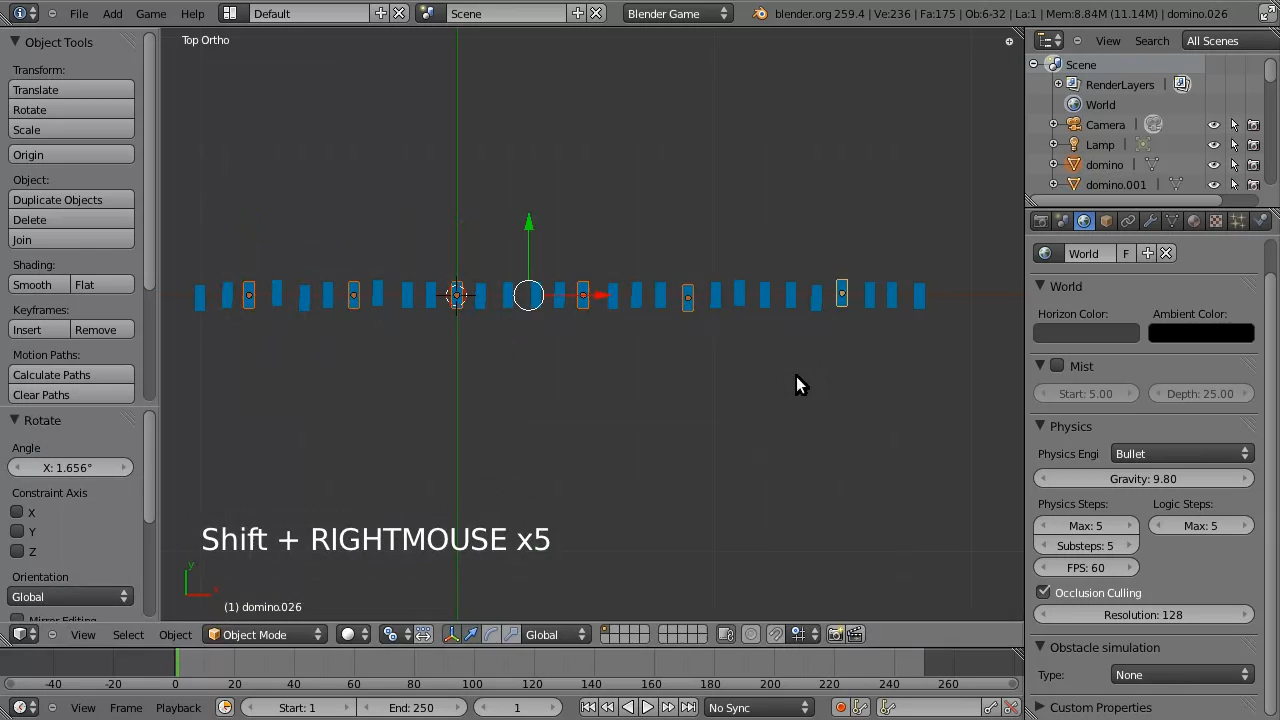 File Add Render Help Default Scene Blender Game blender.org 259.4 | Ve:236 | Fa:175 | Ob:6-32 | La:1 | Mem:8.84M (11.14M) | domino.026
Object Tools
Transform:
Translate
Rotate
Scale
Origin
Object:
Duplicate Objects
Delete
Join
Shading:
Smooth Flat
Keyframes:
Insert Remove
Motion Paths:
Calculate Paths
Clear Paths
Rotate
Angle
X: 1.656°
Constraint Axis
X
Y
Z
Orientation
Global
Top Ortho
Shift + RIGHTMOUSE x5
y
x
(1) domino.026
View Select Object Object Mode Global
-40 -20 0 20 40 60 80 100 120 140 160 180 200 220 240 260
View Frame Playback Start: 1 End: 250 1 No Sync
View Search All Scenes
Scene
RenderLayers
World
Camera
Lamp
domino
domino.001
World F
World
Horizon Color: Ambient Color:
Mist
Start: 5.00 Depth: 25.00
Physics
Physics Engi Bullet
Gravity: 9.80
Physics Steps: Logic Steps:
Max: 5 Max: 5
Substeps: 5
FPS: 60
Occlusion Culling
Resolution: 128
Obstacle simulation
Type: None
Custom Properties